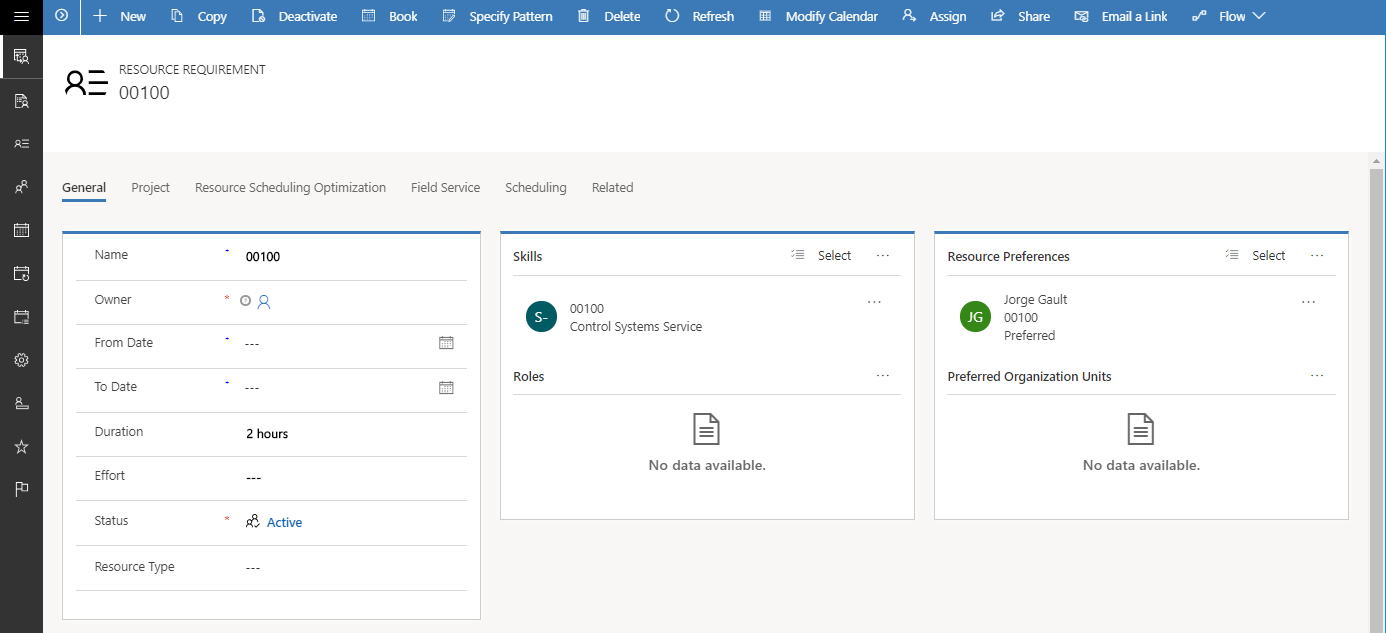 New Copy Deactivate Book Specify Pattern Delete Refresh Modify Calendar Assign Share Email a Link Flow
RESOURCE REQUIREMENT
00100
General Project Resource Scheduling Optimization Field Service Scheduling Related
Name * 00100
Owner *
From Date * ---
To Date * ---
Duration 2 hours
Effort ---
Status * Active
Resource Type ---
Skills Select ...
S- 00100 ...
Control Systems Service
Roles ...
No data available.
Resource Preferences Select ...
JG Jorge Gault ...
00100
Preferred
Preferred Organization Units ...
No data available.